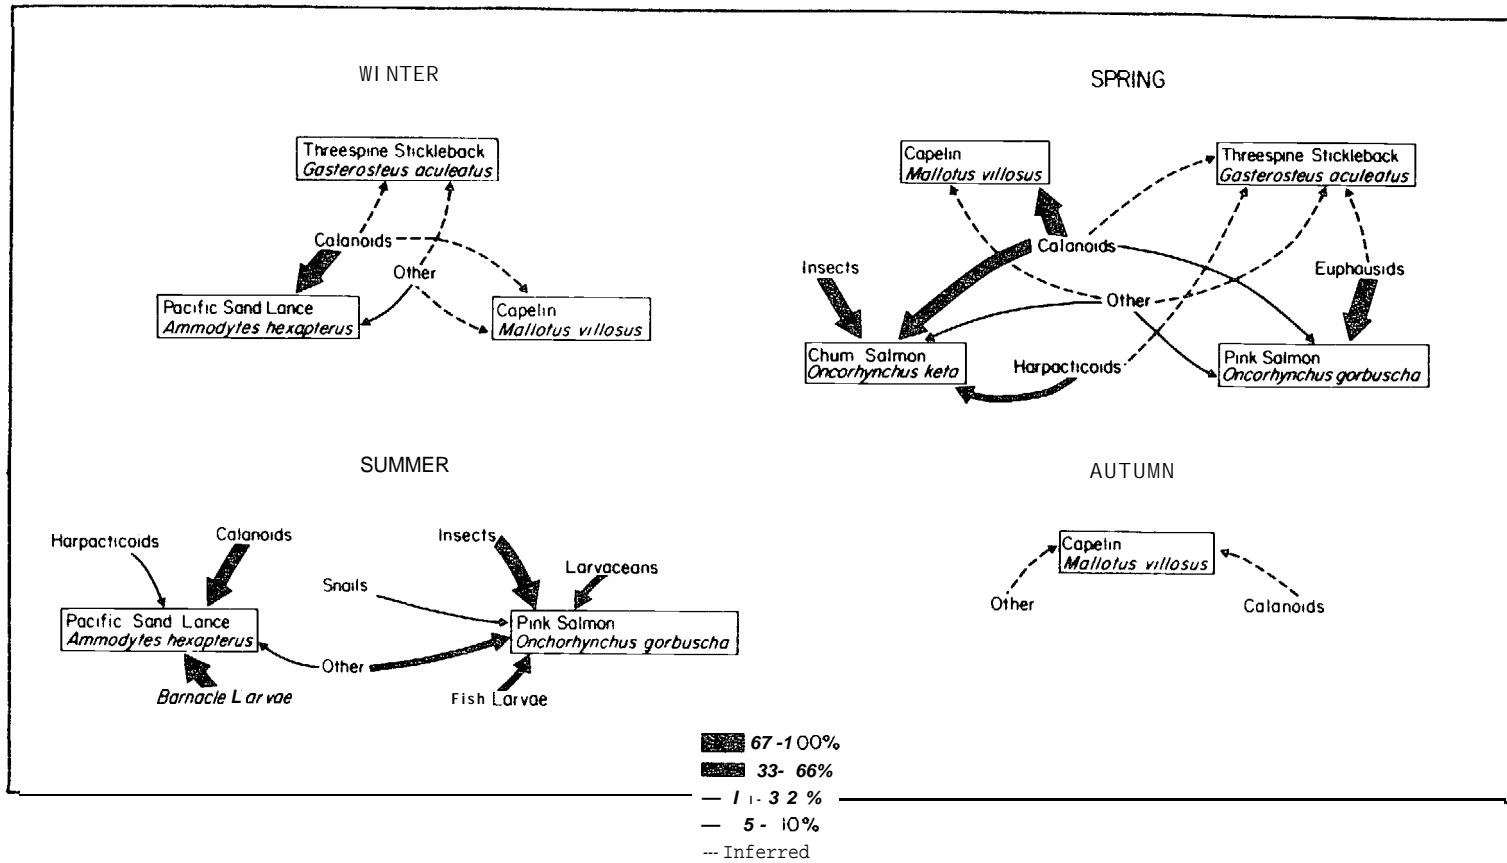 WINTER
Threespine Stickleback
Gasterosteus aculeatus
Calanoids
Other
Pacific Sand Lance
Ammodytes hexapterus
Capelin
Mallotus villosus
SPRING
Capelin
Mallotus villosus
Threespine Stickleback
Gasterosteus aculeatus
Calanoids
Insects
Euphausids
Other
Chum Salmon
Oncorhynchus keta
Harpacticoids
Pink Salmon
Oncorhynchus gorbuscha
SUMMER
Harpacticoids
Calanoids
Insects
Larvaceans
Snails
Pacific Sand Lance
Ammodytes hexapterus
Pink Salmon
Onchorhynchus gorbuscha
Other
Barnacle Larvae
Fish Larvae
AUTUMN
Capelin
Mallotus villosus
Other
Calanoids
67-100%
33-66%
32%
5-10%
--- Inferred